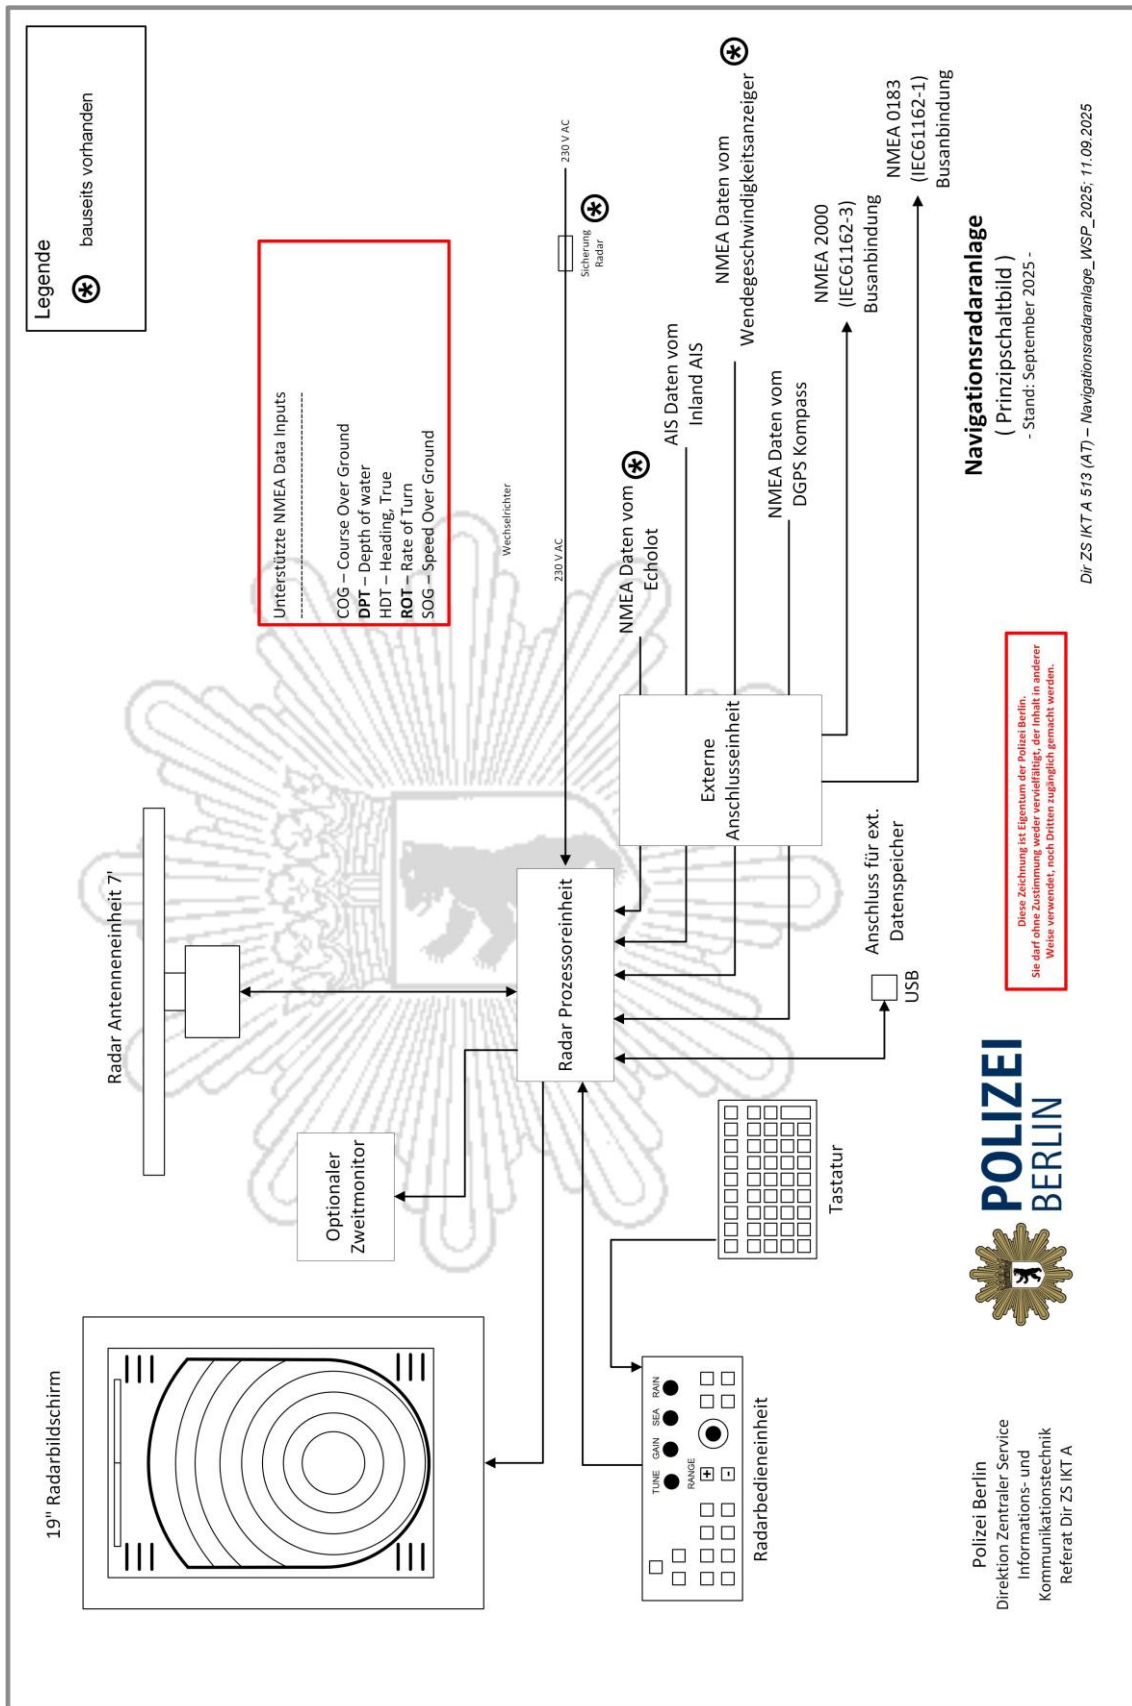 Legende
⊛ bauseits vorhanden
19" Radarbildschirm
Radar Antenneneinheit 7'
Optionaler
Zweitmonitor
Unterstützte NMEA Data Inputs
-----------------------------
COG – Course Over Ground
DPT – Depth of water
HDT – Heading, True
ROT – Rate of Turn
SOG – Speed Over Ground
Wechselrichter
230 V AC
230 V AC
Sicherung
Radar
⊛
Radar Prozessoreinheit
NMEA Daten vom
Echolot
⊛
AIS Daten vom
Inland AIS
NMEA Daten vom
Wendegeschwindigkeitsanzeiger
⊛
NMEA Daten vom
DGPS Kompass
Externe
Anschlusseinheit
NMEA 2000
(IEC61162-3)
Busanbindung
NMEA 0183
(IEC61162-1)
Busanbindung
TUNE GAIN SEA RAIN
RANGE
+
-
Radarbedieneinheit
Tastatur
USB
Anschluss für ext.
Datenspeicher
Polizei Berlin
Direktion Zentraler Service
Informations- und
Kommunikationstechnik
Referat Dir ZS IKT A
POLIZEI
BERLIN
Diese Zeichnung ist Eigentum der Polizei Berlin.
Sie darf ohne Zustimmung weder vervielfältigt, der Inhalt in anderer
Weise verwendet, noch Dritten zugänglich gemacht werden.
Navigationsradaranlage
( Prinzipschaltbild )
- Stand: September 2025 -
Dir ZS IKT A 513 (AT) – Navigationsradaranlage_WSP_2025; 11.09.2025